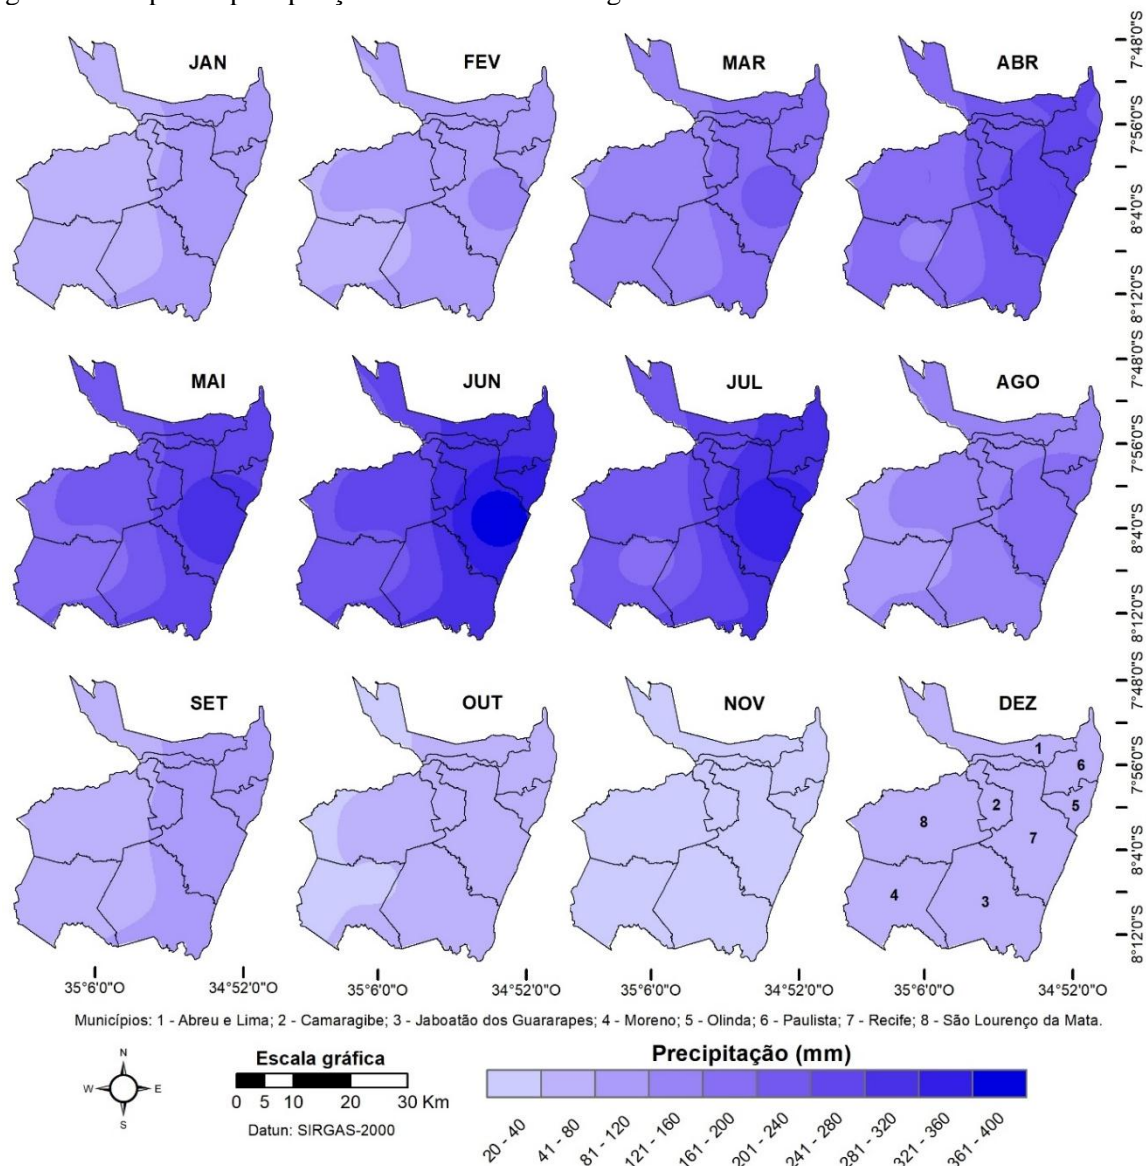 JAN
FEV
MAR
ABR
7°48'0"S
7°56'0"S
8°4'0"S
8°12'0"S
MAI
JUN
JUL
AGO
7°48'0"S
7°56'0"S
8°4'0"S
8°12'0"S
SET
OUT
NOV
DEZ
1
6
2
5
8
7
4
3
7°48'0"S
7°56'0"S
8°4'0"S
8°12'0"S
35°6'0"O 34°52'0"O 35°6'0"O 34°52'0"O 35°6'0"O 34°52'0"O 35°6'0"O 34°52'0"O
Municípios: 1 - Abreu e Lima; 2 - Camaragibe; 3 - Jaboatão dos Guararapes; 4 - Moreno; 5 - Olinda; 6 - Paulista; 7 - Recife; 8 - São Lourenço da Mata.
N
W E
S
Escala gráfica
0 5 10 20 30 Km
Datun: SIRGAS-2000
Precipitação (mm)
20 - 40
41 - 80
81 - 120
121 - 160
161 - 200
201 - 240
241 - 280
281 - 320
321 - 360
361 - 400